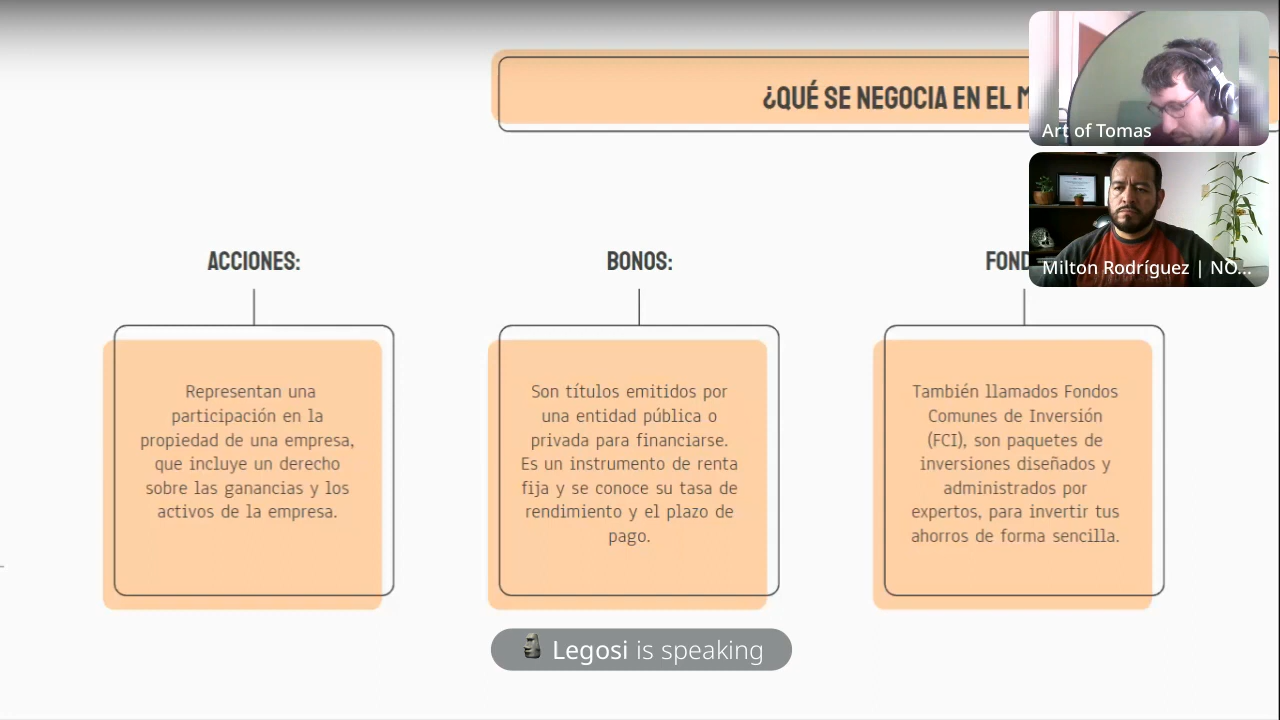 ¿QUÉ SE NEGOCIA EN EL
Art of Tomas
Milton Rodríguez | NO...
ACCIONES:
BONOS:
Representan una
participación en la
propiedad de una empresa,
que incluye un derecho
sobre las ganancias y los
activos de la empresa.
Son títulos emitidos por
una entidad pública o
privada para financiarse.
Es un instrumento de renta
fija y se conoce su tasa de
rendimiento y el plazo de
pago.
También llamados Fondos
Comunes de Inversión
(FCI), son paquetes de
inversiones diseñados y
administrados por
expertos, para invertir tus
ahorros de forma sencilla.
Legosi is speaking